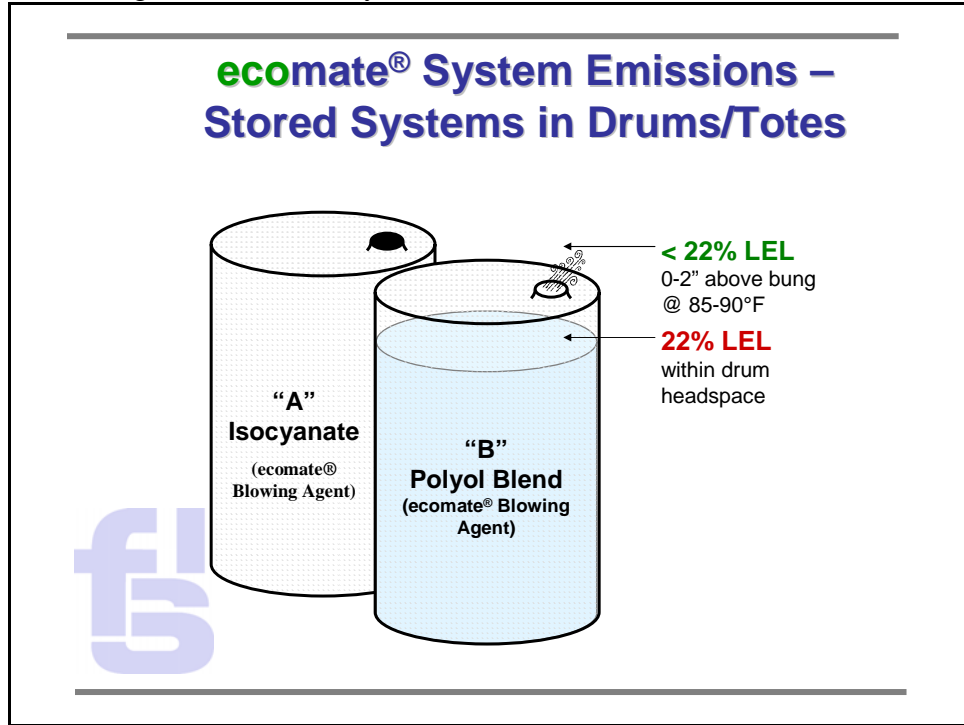 ecomate® System Emissions –
Stored Systems in Drums/Totes
< 22% LEL
0-2” above bung
@ 85-90°F
22% LEL
within drum
headspace
“A”
Isocyanate
(ecomate®
Blowing Agent)
“B”
Polyol Blend
(ecomate® Blowing
Agent)